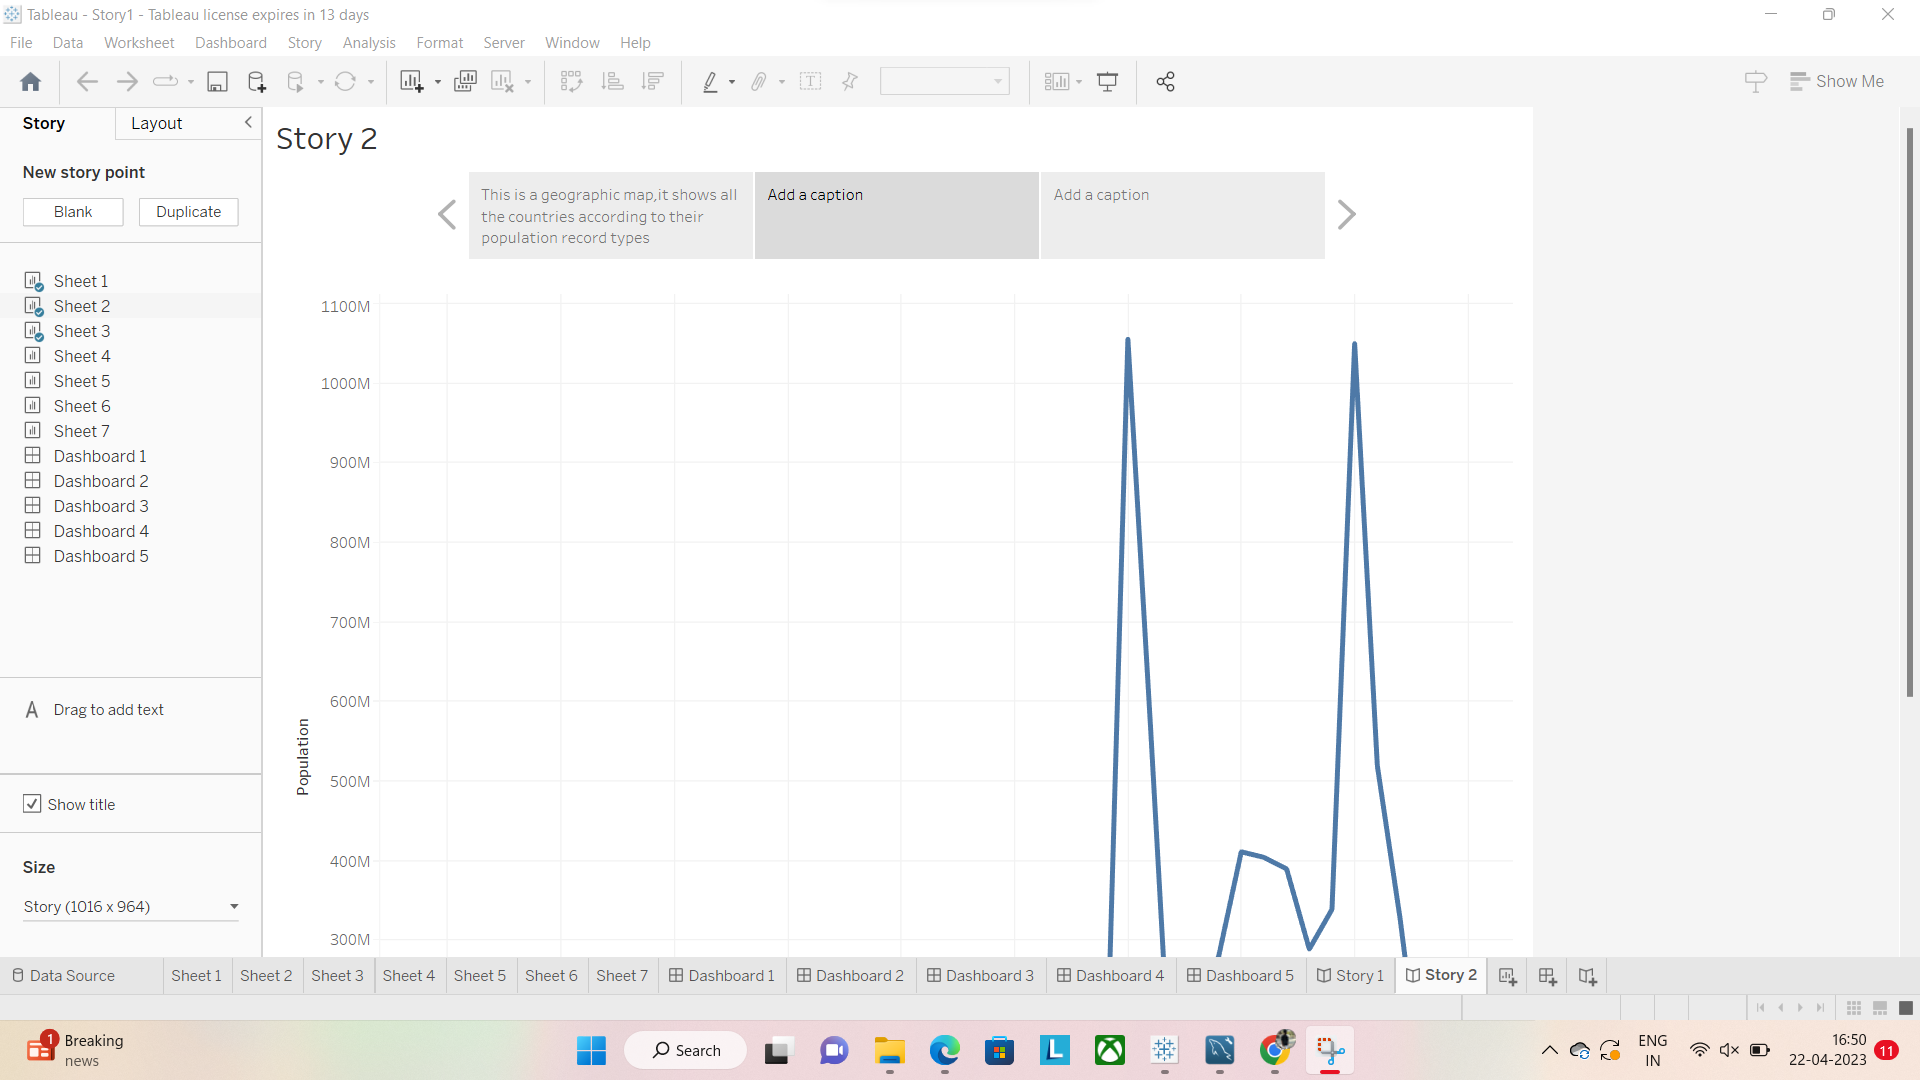 Tableau - Story1 - Tableau license expires in 13 days
File Data Worksheet Dashboard Story Analysis Format Server Window Help
Show Me
Story Layout
New story point
Blank Duplicate
Sheet 1
Sheet 2
Sheet 3
Sheet 4
Sheet 5
Sheet 6
Sheet 7
Dashboard 1
Dashboard 2
Dashboard 3
Dashboard 4
Dashboard 5
A Drag to add text
Show title
Size
Story (1016 x 964)
Story 2
This is a geographic map,it shows all
the countries according to their
population record types
Add a caption
Add a caption
1100M
1000M
900M
800M
700M
600M
500M
400M
300M
Population
Data Source Sheet 1 Sheet 2 Sheet 3 Sheet 4 Sheet 5 Sheet 6 Sheet 7 Dashboard 1 Dashboard 2 Dashboard 3 Dashboard 4 Dashboard 5 Story 1 Story 2
1
Breaking
news
Search
L
ENG
IN
16:50
22-04-2023
11